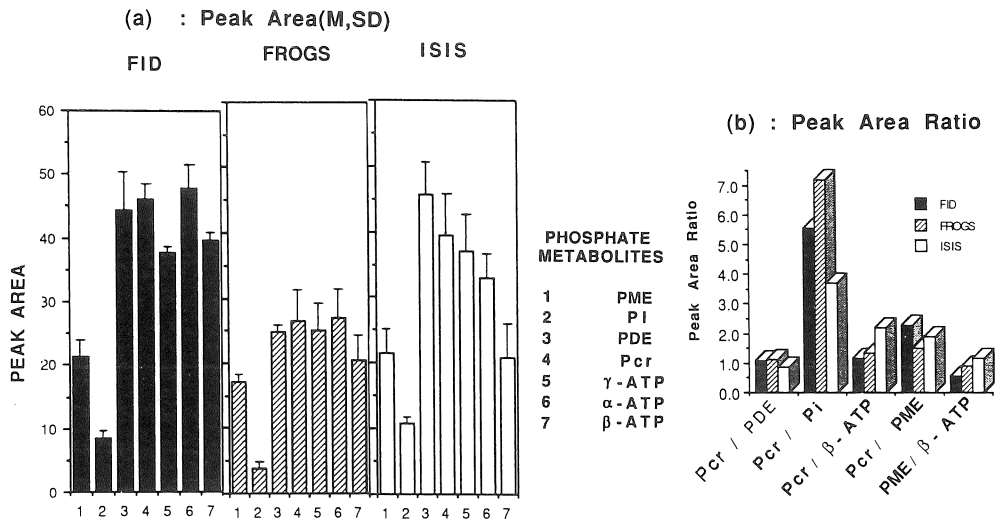 (a) : Peak Area(M,SD)
FID FROGS ISIS
60
50
40
30
20
10
0
PEAK AREA
1 2 3 4 5 6 7 1 2 3 4 5 6 7 1 2 3 4 5 6 7
PHOSPHATE
METABOLITES
1 PME
2 PI
3 PDE
4 Pcr
5 γ-ATP
6 α-ATP
7 β-ATP
(b) : Peak Area Ratio
7.0
6.0
5.0
4.0
3.0
2.0
1.0
0.0
Peak Area Ratio
FID
FROGS
ISIS
Pcr / PDE
Pcr / Pi
Pcr / β- ATP
Pcr / PME
PME/ β- ATP